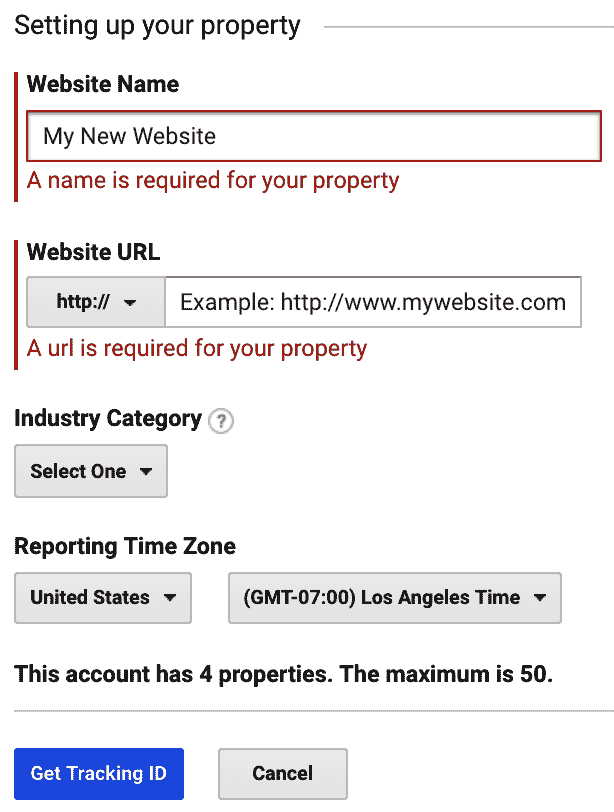 Setting up your property
Website Name
My New Website
A name is required for your property
Website URL
http:// Example: http://www.mywebsite.com
A url is required for your property
Industry Category ?
Select One
Reporting Time Zone
United States (GMT-07:00) Los Angeles Time
This account has 4 properties. The maximum is 50.
Get Tracking ID Cancel